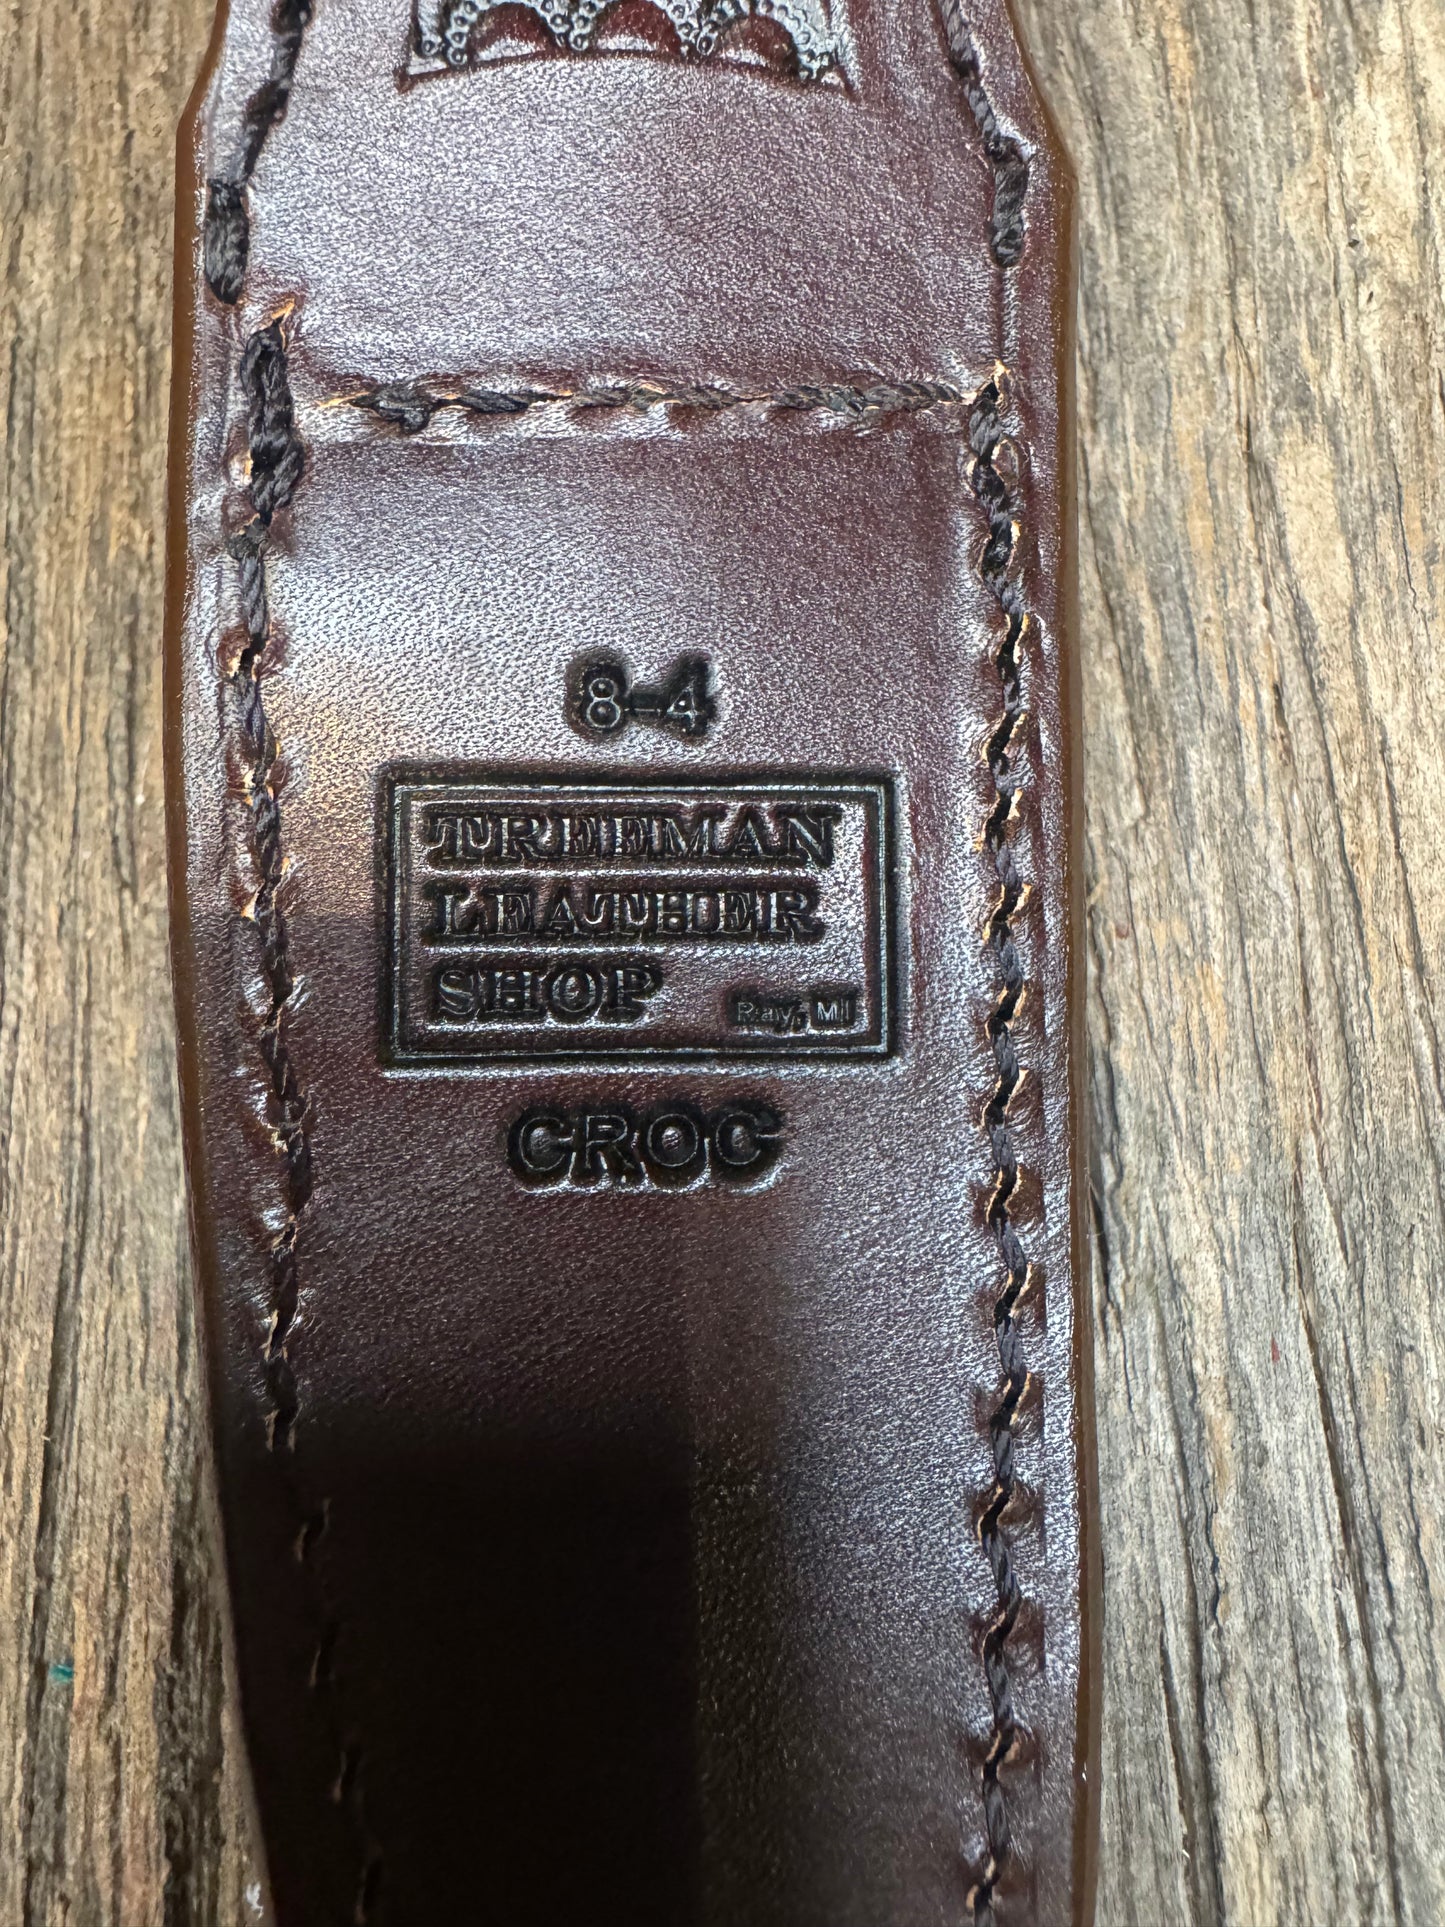 8-4
TREEMAN
LEATHER
SHOP Ray, MI
CROC